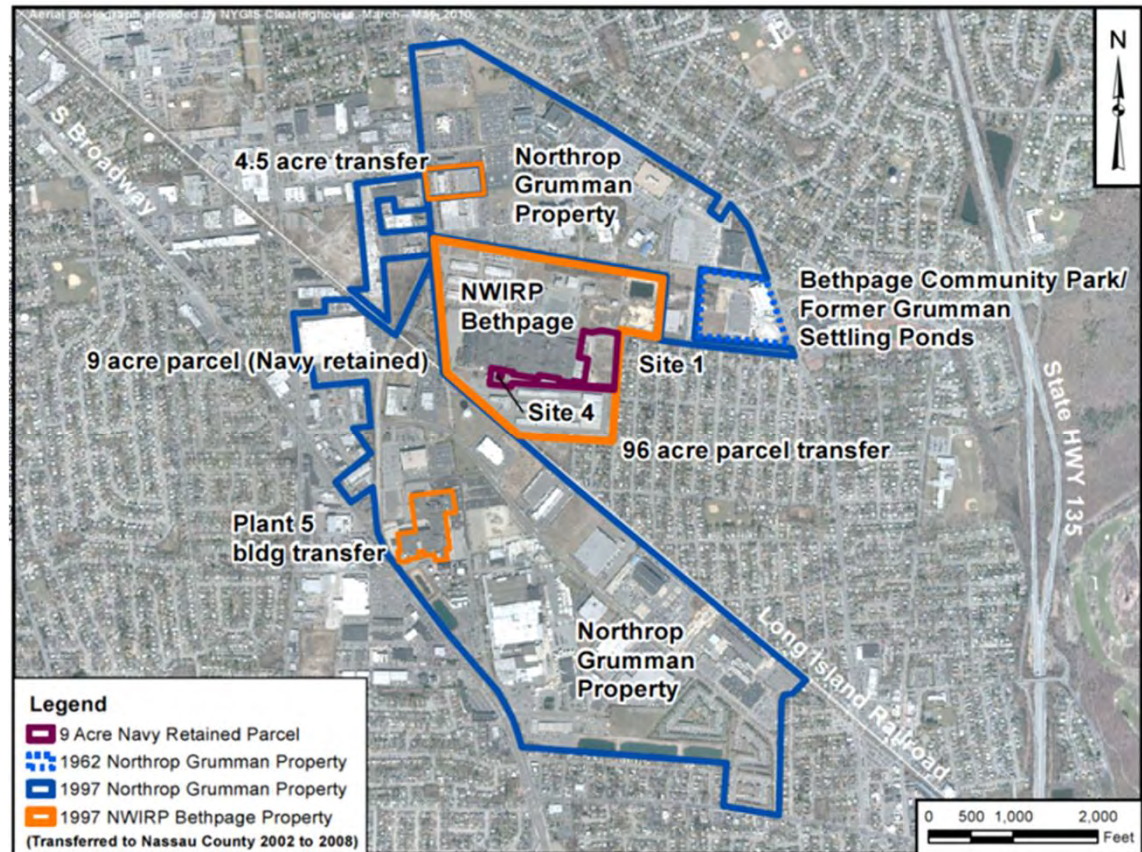 Aerial photograph provided by NYGIS Clearinghouse March - May, 2010
N
S Broadway
4.5 acre transfer
Northrop
Grumman
Property
NWIRP
Bethpage
Bethpage Community Park/
Former Grumman
Settling Ponds
9 acre parcel (Navy retained)
Site 1
Site 4
96 acre parcel transfer
State HWY 135
Plant 5
bldg transfer
Northrop
Grumman
Property
Long Island Railroad
Legend
9 Acre Navy Retained Parcel
1962 Northrop Grumman Property
1997 Northrop Grumman Property
1997 NWIRP Bethpage Property
(Transferred to Nassau County 2002 to 2008)
0 500 1,000 2,000
Feet